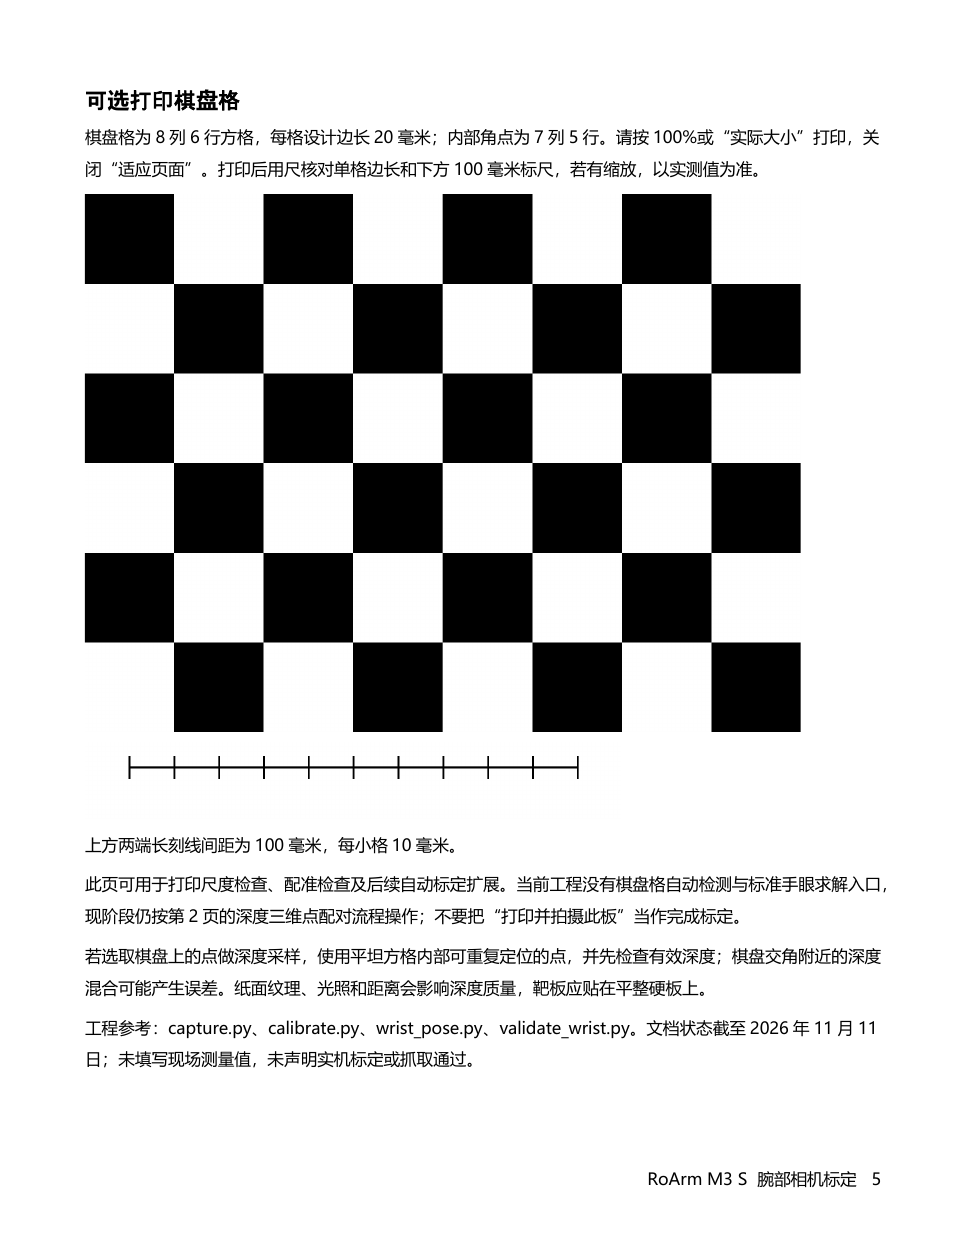 可选打印棋盘格
棋盘格为 8 列 6 行方格，每格设计边长 20 毫米；内部角点为 7 列 5 行。请按 100%或“实际大小”打印，关
闭“适应页面”。打印后用尺核对单格边长和下方 100 毫米标尺，若有缩放，以实测值为准。
上方两端长刻线间距为 100 毫米，每小格 10 毫米。
此页可用于打印尺度检查、配准检查及后续自动标定扩展。当前工程没有棋盘格自动检测与标准手眼求解入口，
现阶段仍按第 2 页的深度三维点配对流程操作；不要把“打印并拍摄此板”当作完成标定。
若选取棋盘上的点做深度采样，使用平坦方格内部可重复定位的点，并先检查有效深度；棋盘交角附近的深度
混合可能产生误差。纸面纹理、光照和距离会影响深度质量，靶板应贴在平整硬板上。
工程参考：capture.py、calibrate.py、wrist_pose.py、validate_wrist.py。文档状态截至 2026 年 11 月 11
日；未填写现场测量值，未声明实机标定或抓取通过。
RoArm M3 S 腕部相机标定 5